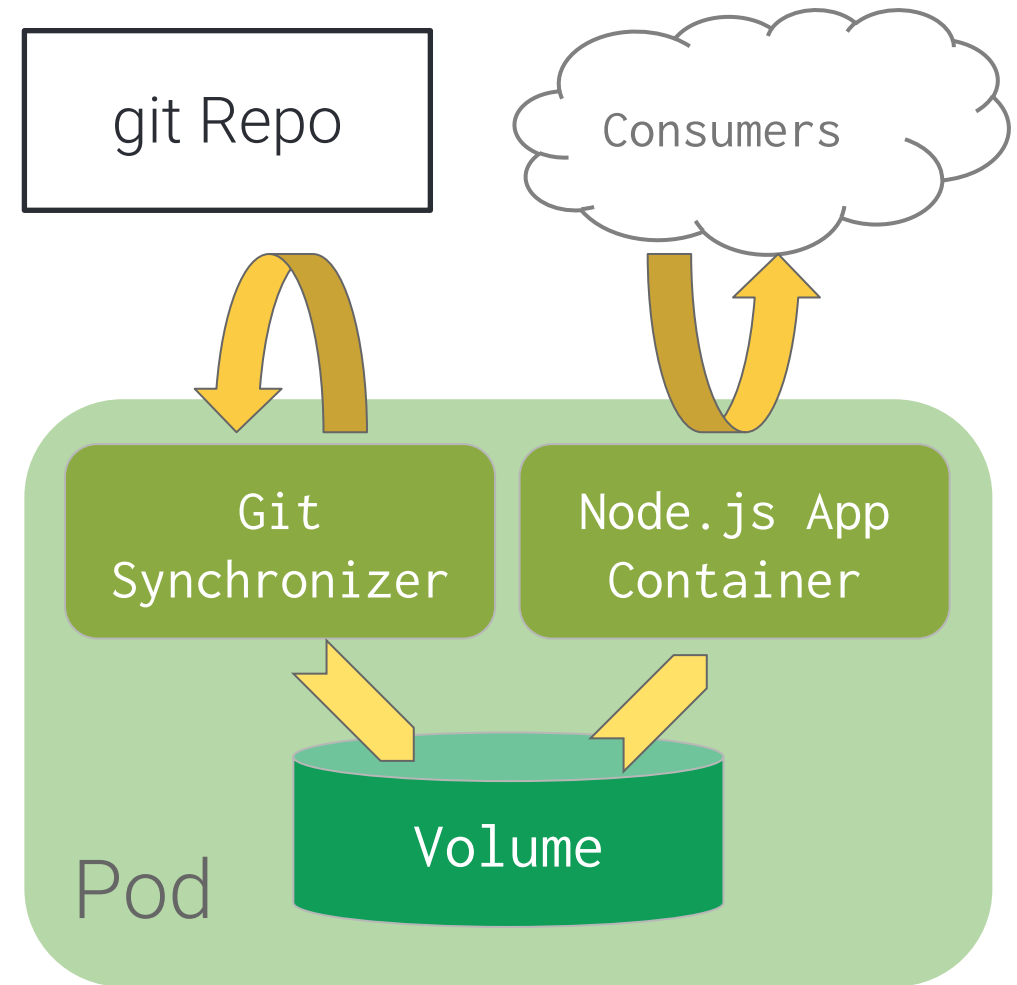 git Repo
Consumers
Git
Synchronizer
Node.js App
Container
Volume
Pod